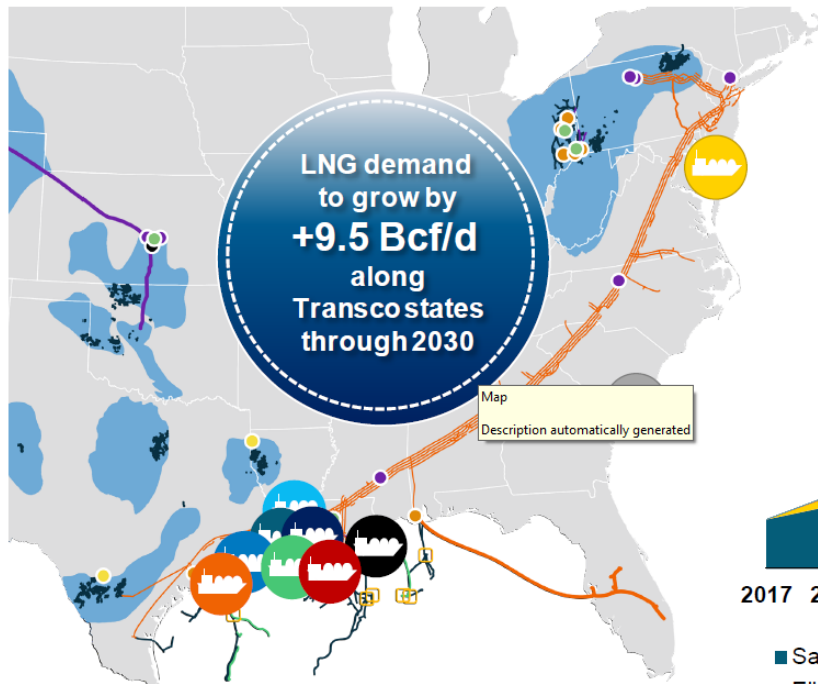 LNG demand
to grow by
+9.5 Bcf/d
along
Transco states
through 2030
Map
Description automatically generated
2017